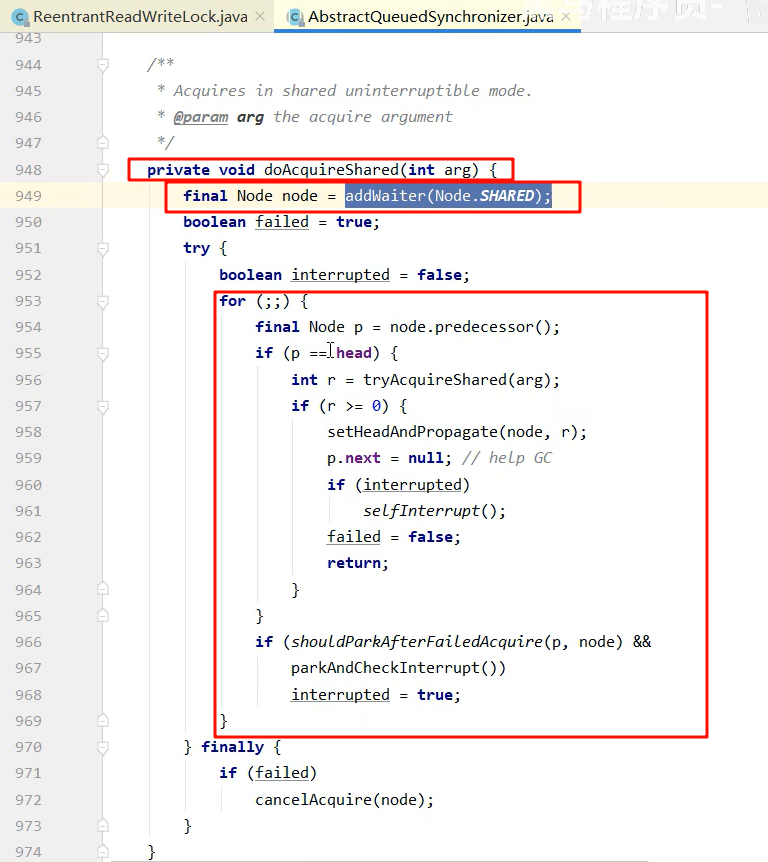 ReentrantReadWriteLock.java × AbstractQueuedSynchronizer.java ×
943
944 /**
945 * Acquires in shared uninterruptible mode.
946 * @param arg the acquire argument
947 */
948 private void doAcquireShared(int arg) {
949 final Node node = addWaiter(Node.SHARED);
950 boolean failed = true;
951 try {
952 boolean interrupted = false;
953 for (;;) {
954 final Node p = node.predecessor();
955 if (p == head) {
956 int r = tryAcquireShared(arg);
957 if (r >= 0) {
958 setHeadAndPropagate(node, r);
959 p.next = null; // help GC
960 if (interrupted)
961 selfInterrupt();
962 failed = false;
963 return;
964 }
965 }
966 if (shouldParkAfterFailedAcquire(p, node) &&
967 parkAndCheckInterrupt())
968 interrupted = true;
969 }
970 } finally {
971 if (failed)
972 cancelAcquire(node);
973 }
974 }